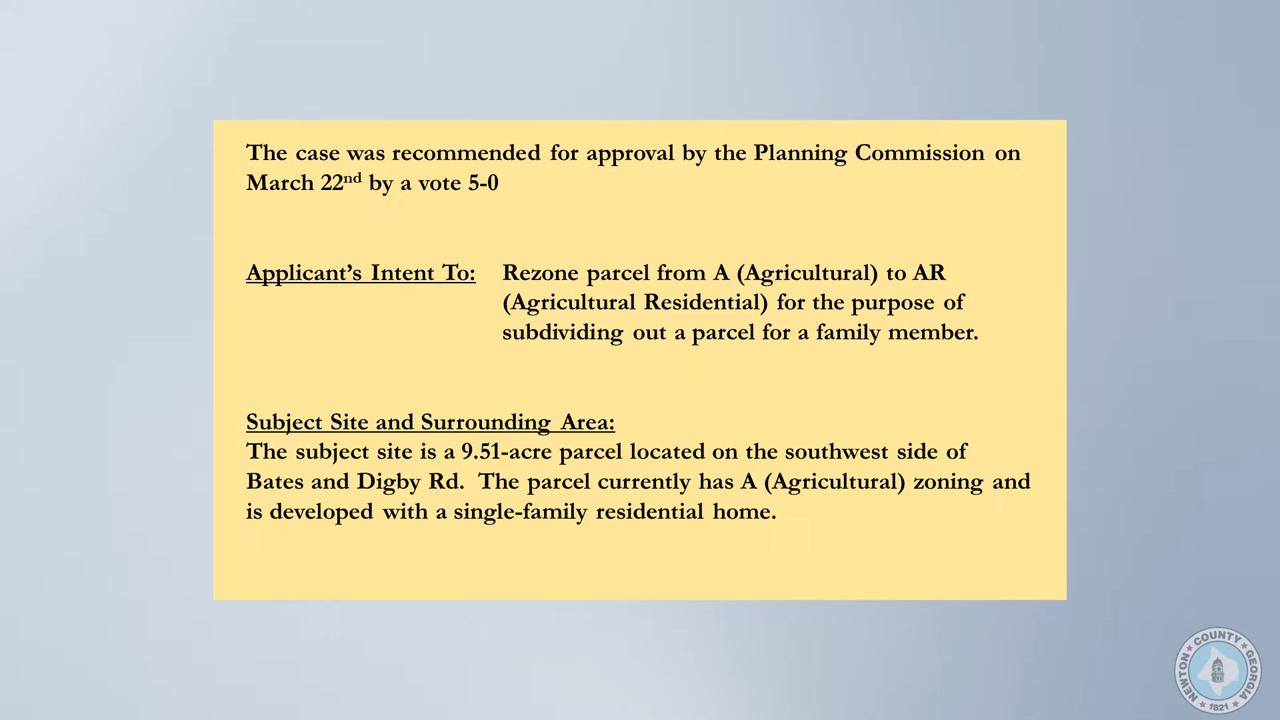 The case was recommended for approval by the Planning Commission on
March 22nd by a vote 5-0
Applicant’s Intent To: Rezone parcel from A (Agricultural) to AR
(Agricultural Residential) for the purpose of
subdividing out a parcel for a family member.
Subject Site and Surrounding Area:
The subject site is a 9.51-acre parcel located on the southwest side of
Bates and Digby Rd. The parcel currently has A (Agricultural) zoning and
is developed with a single-family residential home.
NEWTON COUNTY GEORGIA
1821